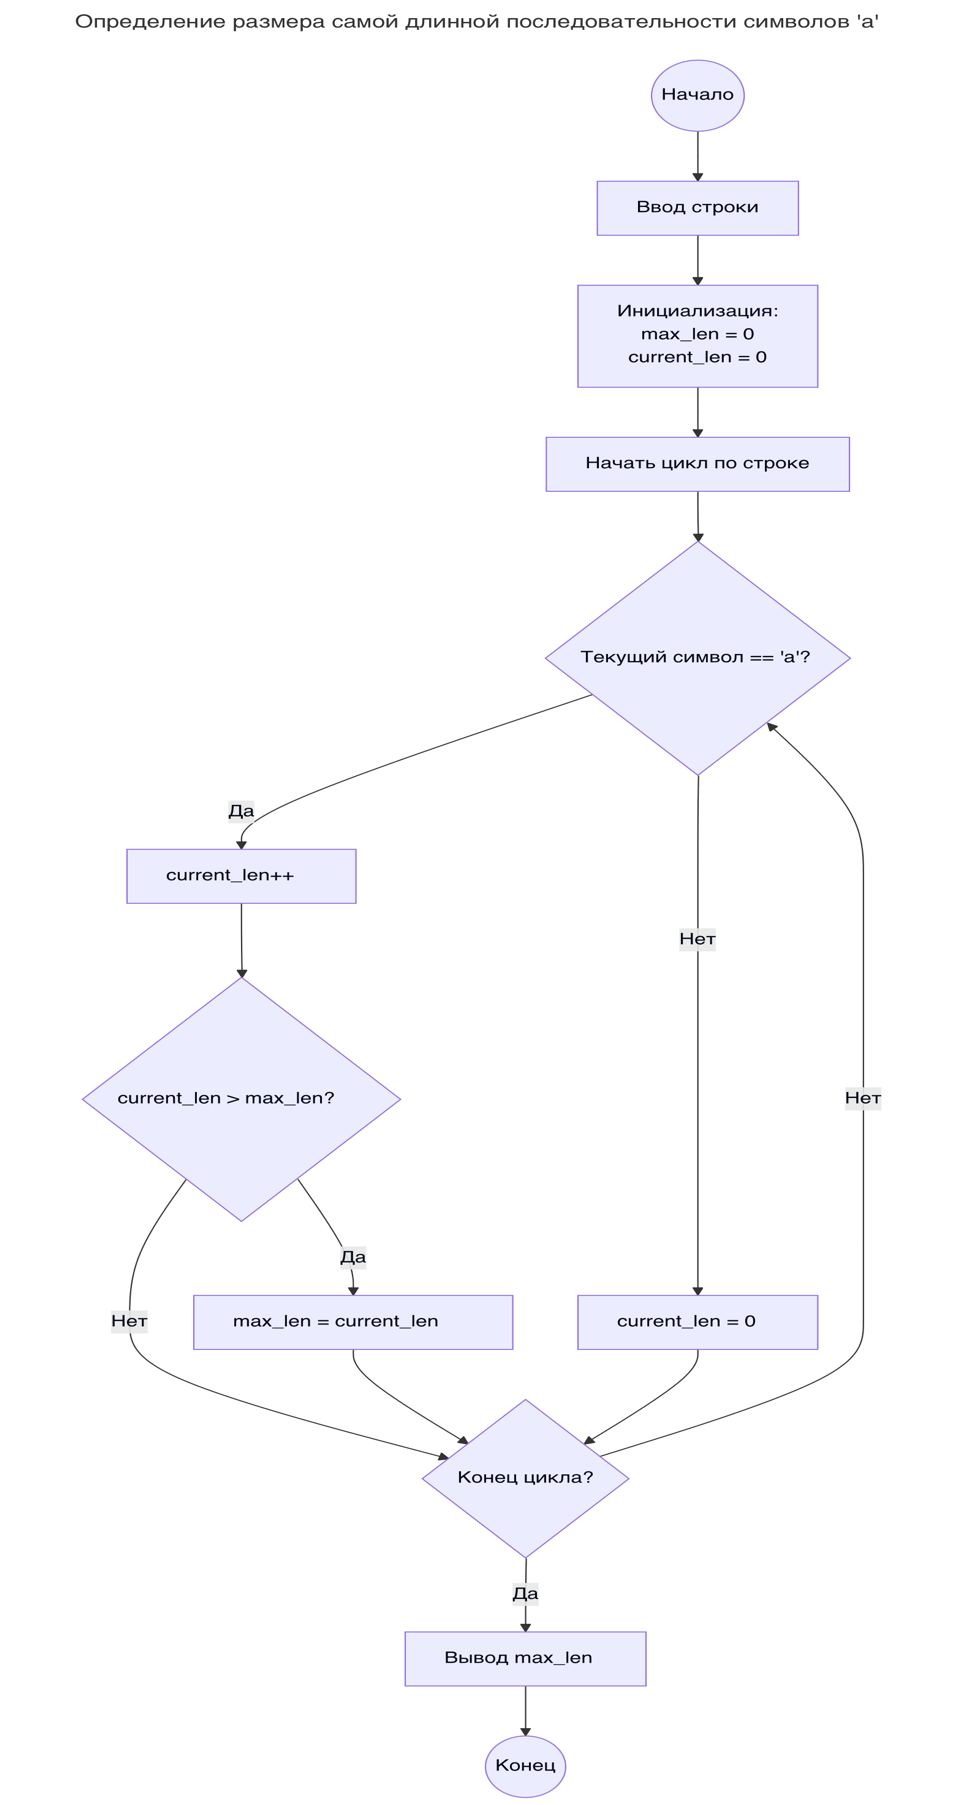 Определение размера самой длинной последовательности символов 'a'
Начало
Ввод строки
Инициализация:
max_len = 0
current_len = 0
Начать цикл по строке
Текущий символ == 'a'?
Да
current_len++
Нет
current_len > max_len?
Нет
Да
Нет
max_len = current_len
current_len = 0
Конец цикла?
Да
Вывод max_len
Конец